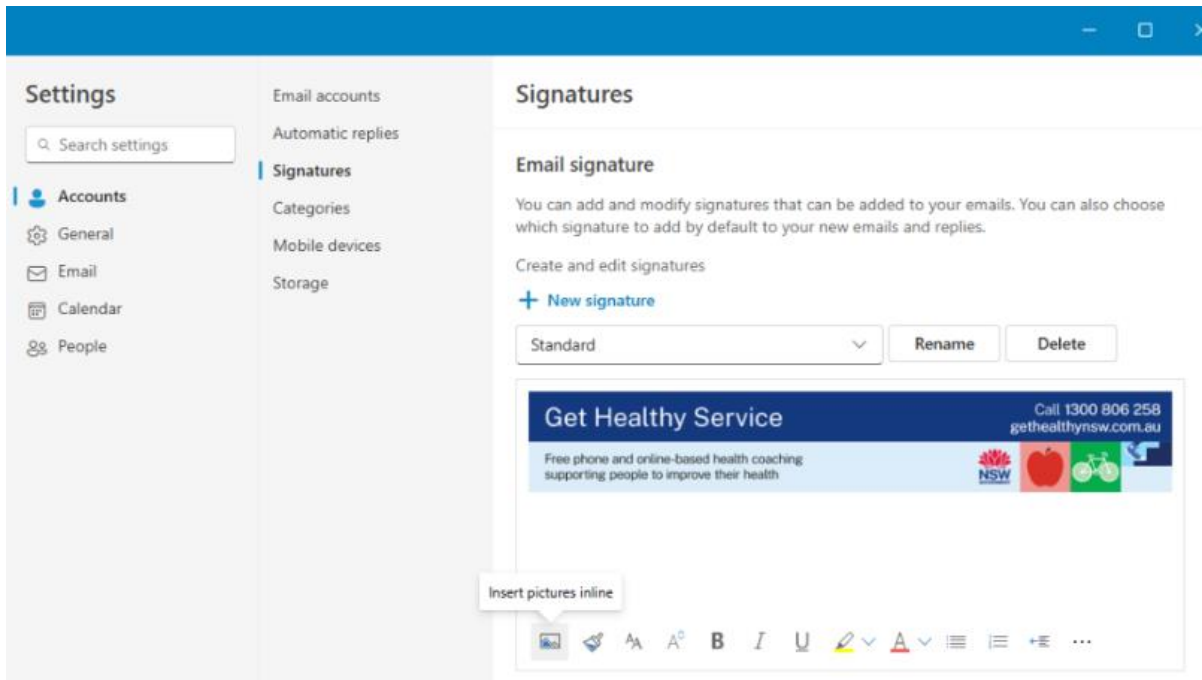 Settings
Search settings
Accounts
General
Email
Calendar
People
Email accounts
Automatic replies
Signatures
Categories
Mobile devices
Storage
Signatures
Email signature
You can add and modify signatures that can be added to your emails. You can also choose
which signature to add by default to your new emails and replies.
Create and edit signatures
+ New signature
Standard
Rename
Delete
Get Healthy Service
Call 1300 806 258
gethealthynsw.com.au
Free phone and online-based health coaching
supporting people to improve their health
NSW
Insert pictures inline